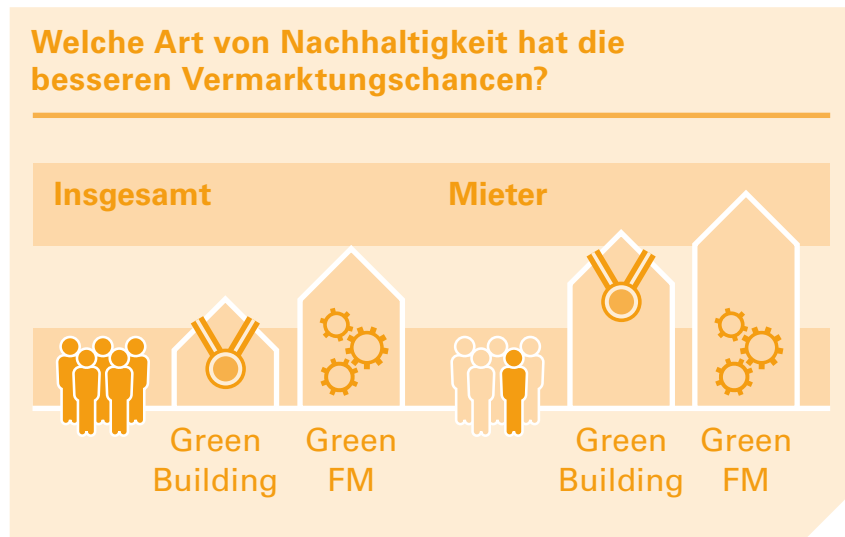 Welche Art von Nachhaltigkeit hat die
besseren Vermarktungschancen?
Insgesamt
Mieter
Green
Building
Green
FM
Green
Building
Green
FM